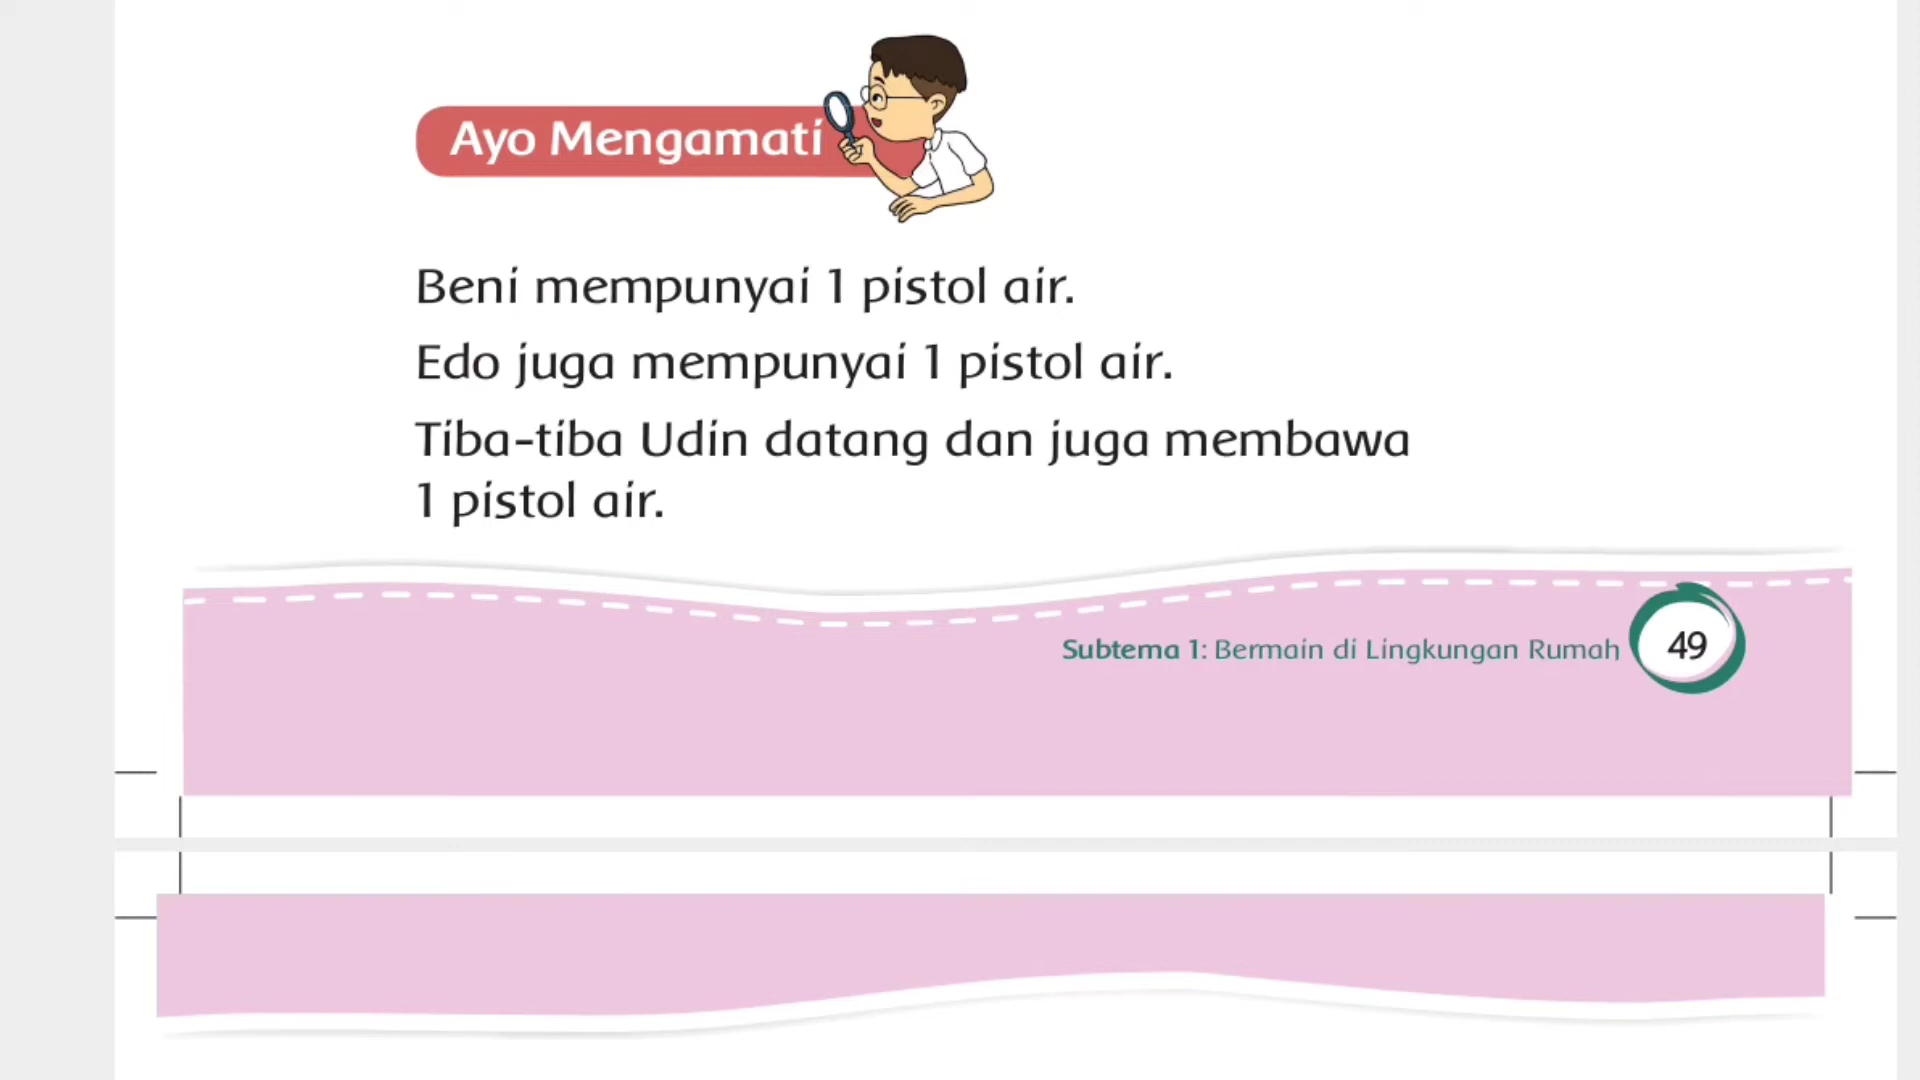 Ayo Mengamati
Beni mempunyai 1 pistol air.
Edo juga mempunyai 1 pistol air.
Tiba-tiba Udin datang dan juga membawa
1 pistol air.
Subtema 1: Bermain di Lingkungan Rumah 49